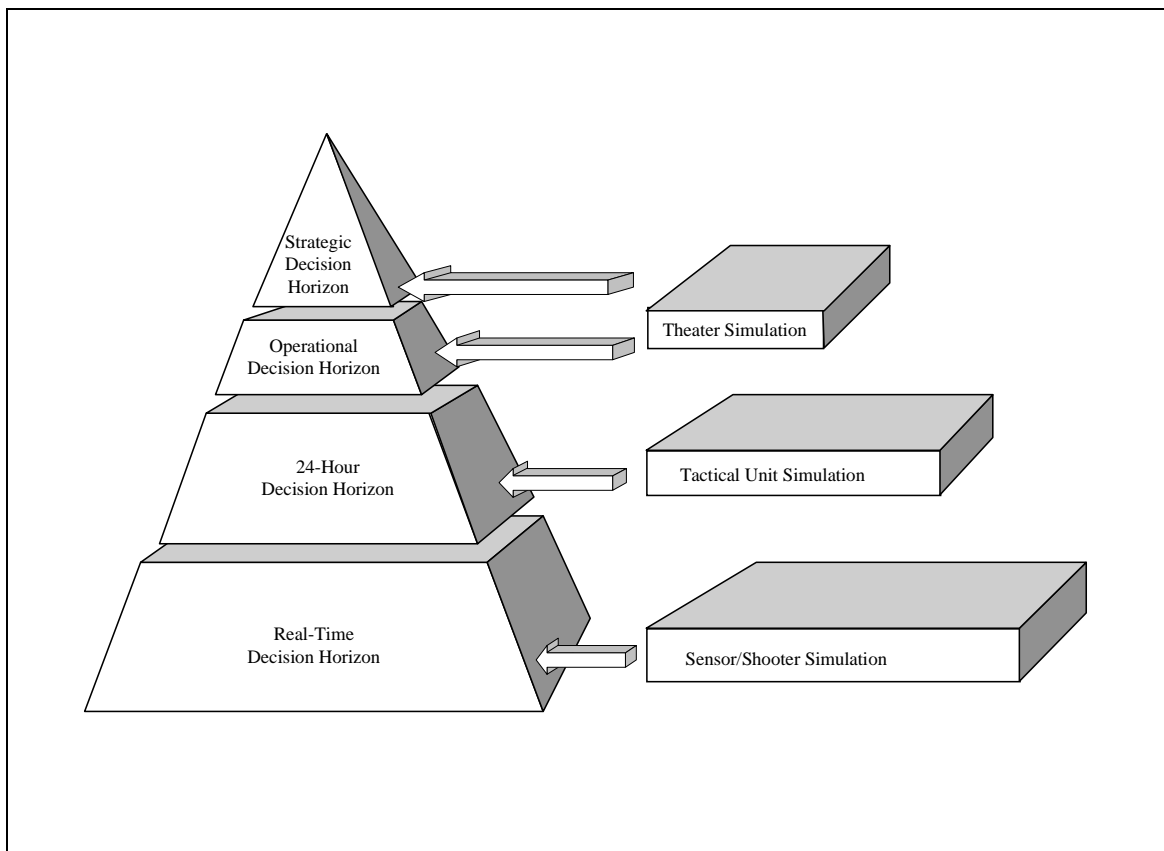 Strategic
Decision
Horizon
Operational
Decision Horizon
24-Hour
Decision Horizon
Real-Time
Decision Horizon
Theater Simulation
Tactical Unit Simulation
Sensor/Shooter Simulation